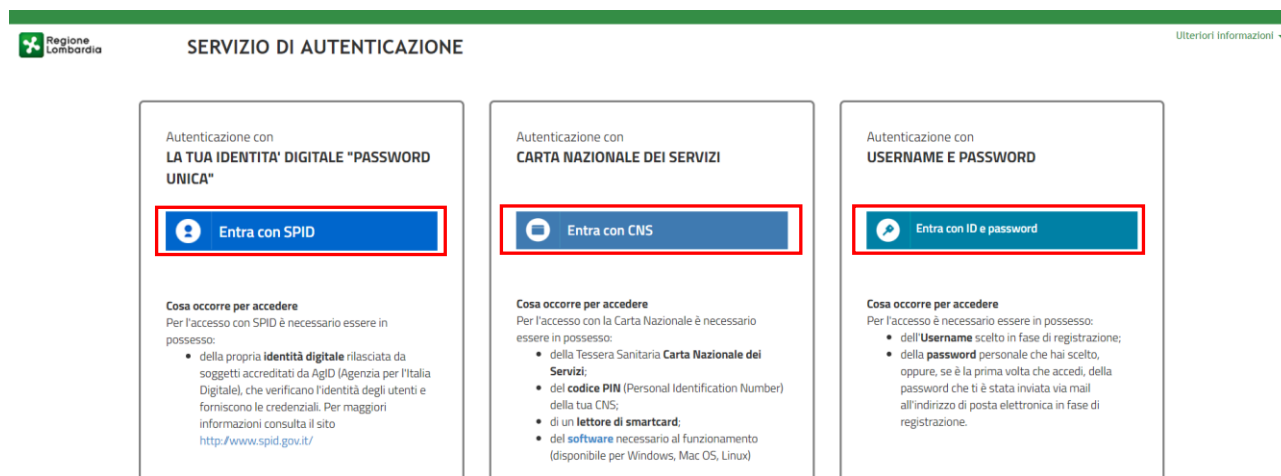 Regione
Lombardia
SERVIZIO DI AUTENTICAZIONE
Ulteriori informazioni
Autenticazione con
LA TUA IDENTITA' DIGITALE "PASSWORD
UNICA"
Entra con SPID
Cosa occorre per accedere
Per l'accesso con SPID è necessario essere in
possesso:
• della propria identità digitale rilasciata da
soggetti accreditati da AgID (Agenzia per l'Italia
Digitale), che verificano l'identità degli utenti e
forniscono le credenziali. Per maggiori
informazioni consulta il sito
http://www.spid.gov.it/
Autenticazione con
CARTA NAZIONALE DEI SERVIZI
Entra con CNS
Cosa occorre per accedere
Per l'accesso con la Carta Nazionale è necessario
essere in possesso:
• della Tessera Sanitaria Carta Nazionale dei
Servizi;
• del codice PIN (Personal Identification Number)
della tua CNS;
• di un lettore di smartcard;
• del software necessario al funzionamento
(disponibile per Windows, Mac OS, Linux)
Autenticazione con
USERNAME E PASSWORD
Entra con ID e password
Cosa occorre per accedere
Per l'accesso è necessario essere in possesso:
• dell'Username scelto in fase di registrazione;
• della password personale che hai scelto,
oppure, se è la prima volta che accedi, della
password che ti è stata inviata via mail
all'indirizzo di posta elettronica in fase di
registrazione.